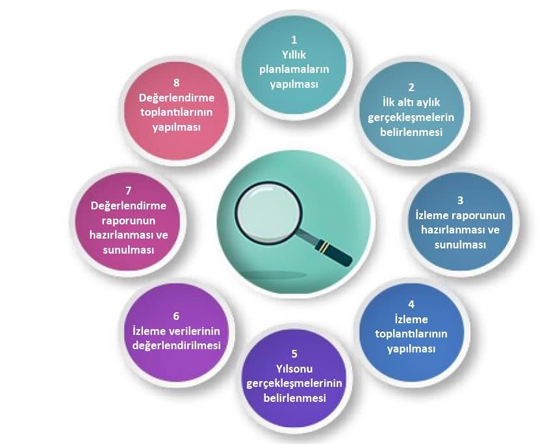 1
Yıllık
planlamaların
yapılması
2
İlk altı aylık
gerçekleşmelerin
belirlenmesi
3
İzleme raporunun
hazırlanması ve
sunulması
4
İzleme
toplantılarının
yapılması
5
Yılsonu
gerçekleşmelerinin
belirlenmesi
6
İzleme verilerinin
değerlendirilmesi
7
Değerlendirme
raporunun
hazırlanması ve
sunulması
8
Değerlendirme
toplantılarının
yapılması